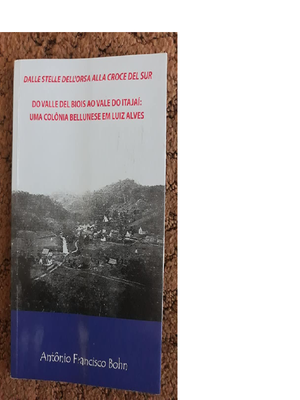 DALLE STELLE DELL'ORSA ALLA CROCE DEL SUR
DO VALLE DEL BIOIS AO VALE DO ITAJAÍ:
UMA COLÔNIA BELLUNESE EM LUIZ ALVES
Antônio Francisco Bohn